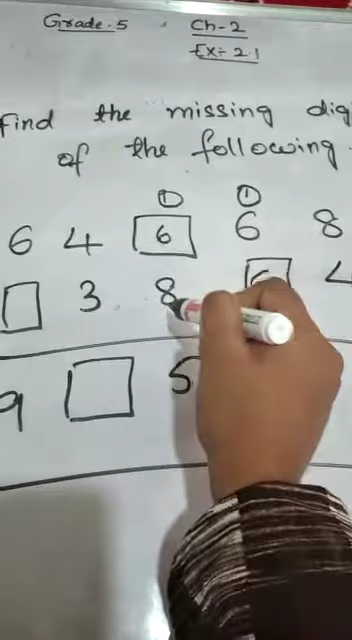 Grade. 5 Ch-2
Ex÷ 2.1
Find the missing dig
of the following.
1 1
6 4 6 6 8
3 8 4
9 5